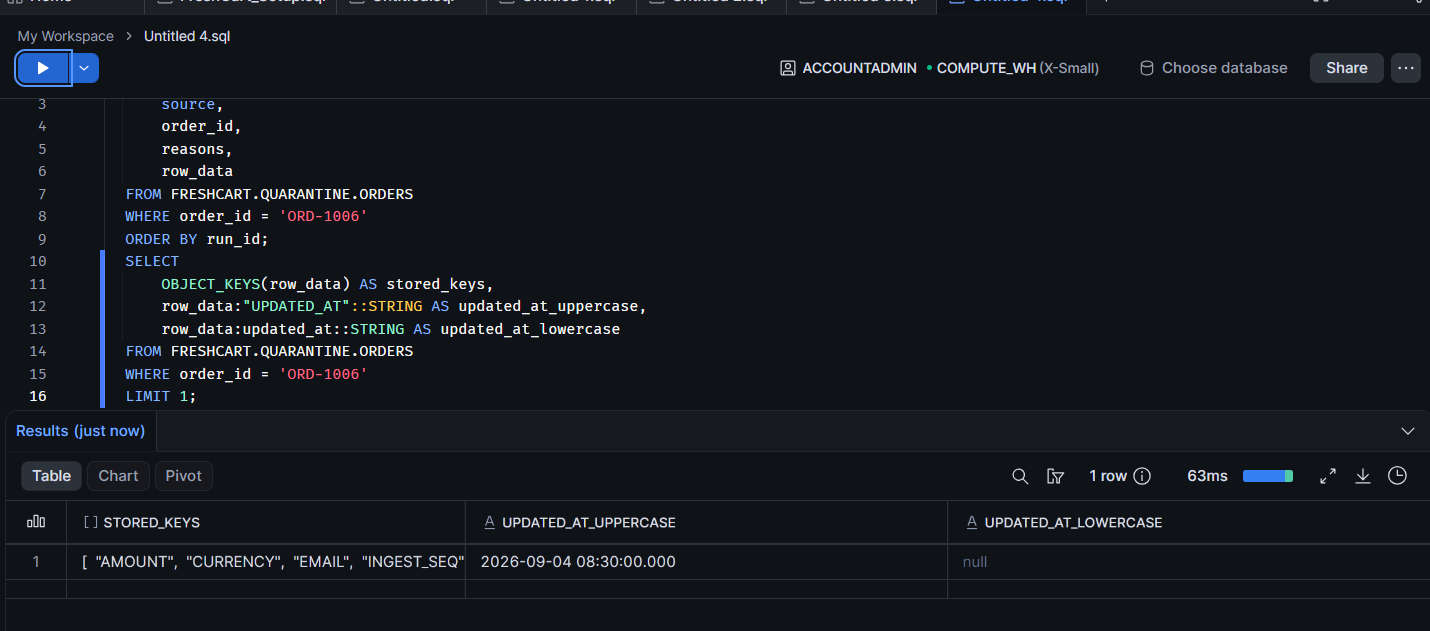 My Workspace > Untitled 4.sql
ACCOUNTADMIN • COMPUTE_WH (X-Small) Choose database Share ...
3 source,
4 order_id,
5 reasons,
6 row_data
7 FROM FRESHCART.QUARANTINE.ORDERS
8 WHERE order_id = 'ORD-1006'
9 ORDER BY run_id;
10 SELECT
11 OBJECT_KEYS(row_data) AS stored_keys,
12 row_data:"UPDATED_AT"::STRING AS updated_at_uppercase,
13 row_data:updated_at::STRING AS updated_at_lowercase
14 FROM FRESHCART.QUARANTINE.ORDERS
15 WHERE order_id = 'ORD-1006'
16 LIMIT 1;
Results (just now)
Table Chart Pivot 1 row 63ms
[ ] STORED_KEYS A UPDATED_AT_UPPERCASE A UPDATED_AT_LOWERCASE
1 [ "AMOUNT", "CURRENCY", "EMAIL", "INGEST_SEQ" 2026-09-04 08:30:00.000 null